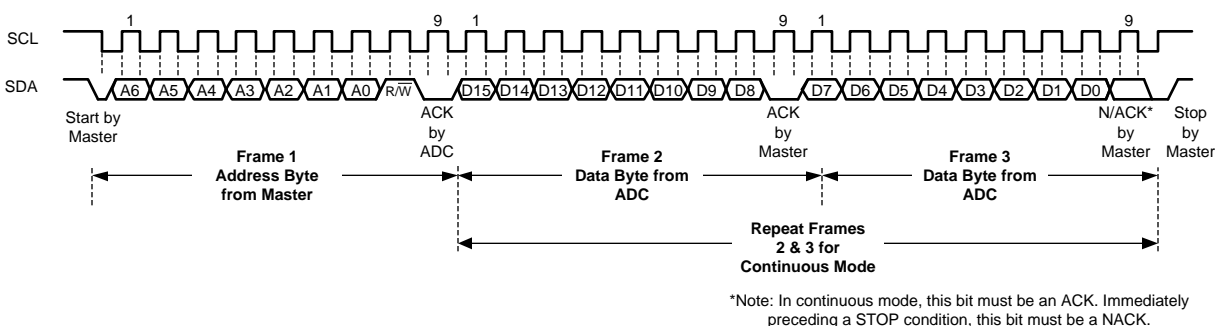 1 9 1 9 1 9
SCL
SDA
A6 A5 A4 A3 A2 A1 A0 R/W D15 D14 D13 D12 D11 D10 D9 D8 D7 D6 D5 D4 D3 D2 D1 D0
Start by
Master
ACK
by
ADC
ACK
by
Master
N/ACK*
by
Master
Stop
by
Master
Frame 1
Address Byte
from Master
Frame 2
Data Byte from
ADC
Frame 3
Data Byte from
ADC
Repeat Frames
2 & 3 for
Continuous Mode
*Note: In continuous mode, this bit must be an ACK. Immediately
preceding a STOP condition, this bit must be a NACK.